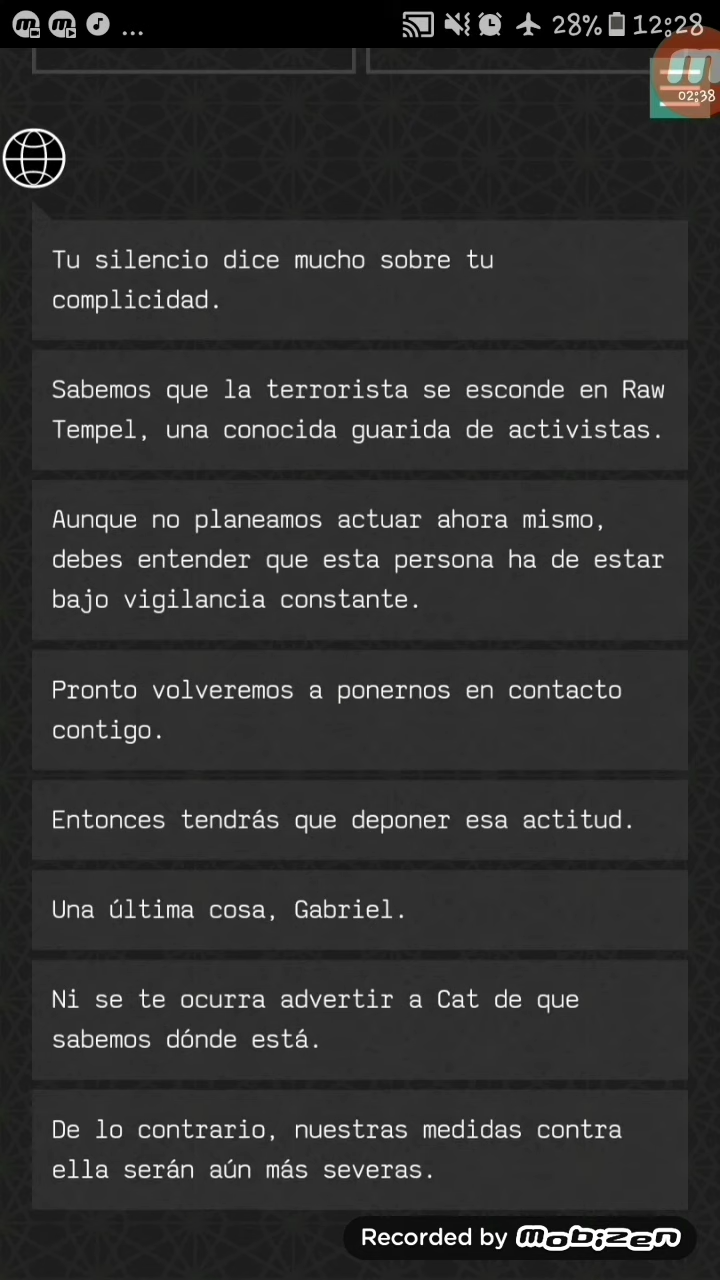 ... 28% 12:28
02:38
Tu silencio dice mucho sobre tu
complicidad.
Sabemos que la terrorista se esconde en Raw
Tempel, una conocida guarida de activistas.
Aunque no planeamos actuar ahora mismo,
debes entender que esta persona ha de estar
bajo vigilancia constante.
Pronto volveremos a ponernos en contacto
contigo.
Entonces tendrás que deponer esa actitud.
Una última cosa, Gabriel.
Ni se te ocurra advertir a Cat de que
sabemos dónde está.
De lo contrario, nuestras medidas contra
ella serán aún más severas.
Recorded by mobizen